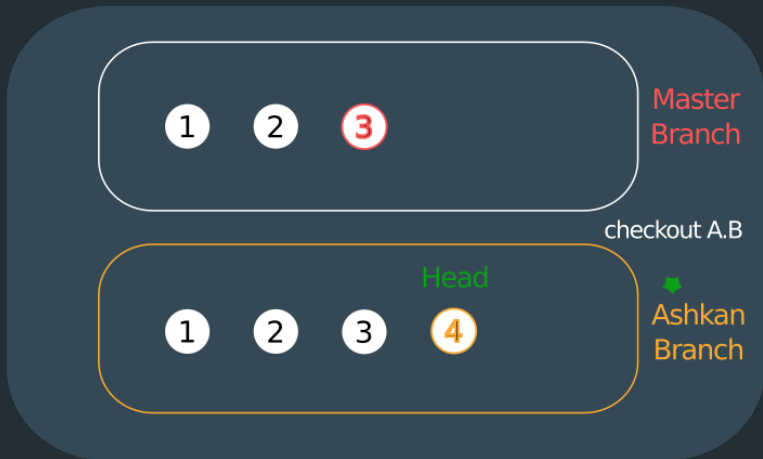 1 2 3
Master
Branch
checkout A.B
Head
1 2 3 4
Ashkan
Branch